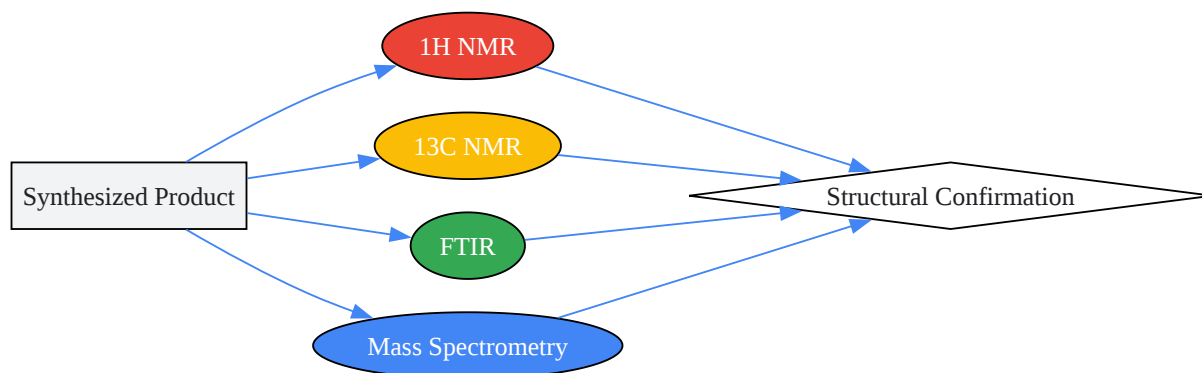 1H NMR
13C NMR
Synthesized Product
Structural Confirmation
FTIR
Mass Spectrometry